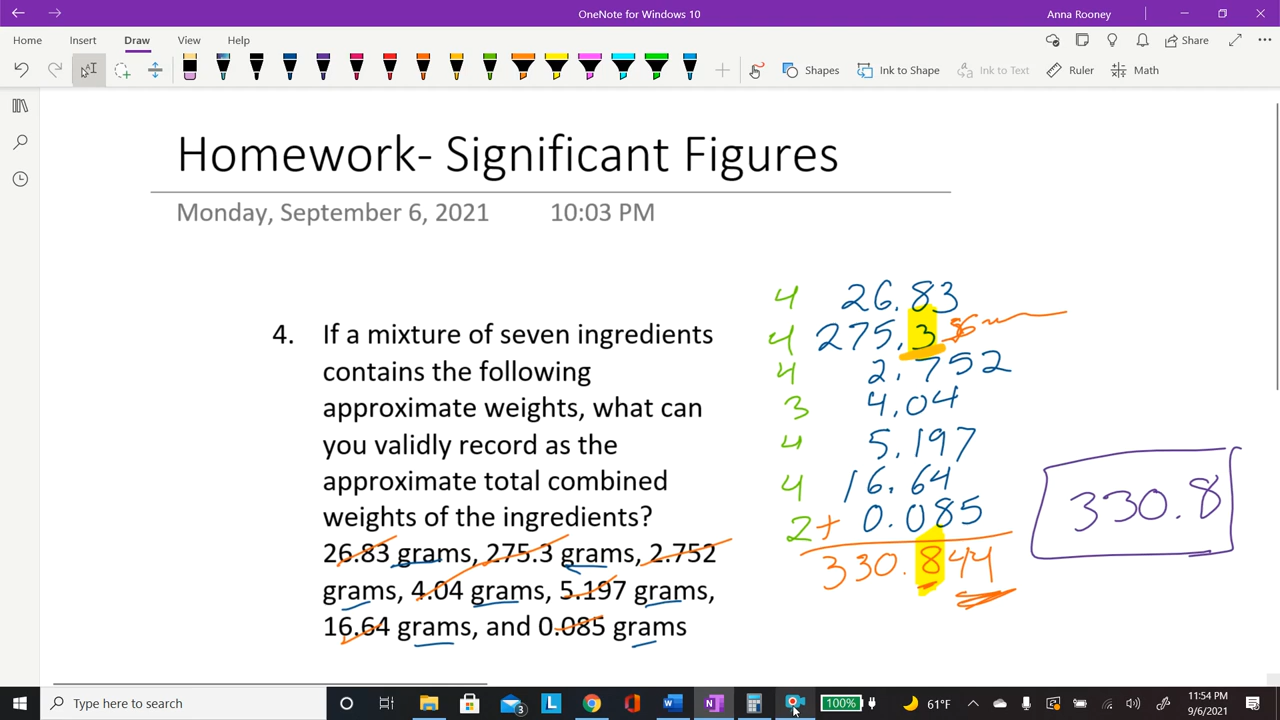 OneNote for Windows 10
Anna Rooney
Home Insert Draw View Help
Share
Shapes Ink to Shape Ink to Text Ruler Math
Homework- Significant Figures
Monday, September 6, 2021 10:03 PM
4. If a mixture of seven ingredients
contains the following
approximate weights, what can
you validly record as the
approximate total combined
weights of the ingredients?
26.83 grams, 275.3 grams, 2.752
grams, 4.04 grams, 5.197 grams,
16.64 grams, and 0.085 grams
4 26.83
4 275.3
4 2.752
3 4.04
4 5.197
4 16.64
2 + 0.085
330.844
330.8
Type here to search
3
100%
61°F
11:54 PM
9/6/2021